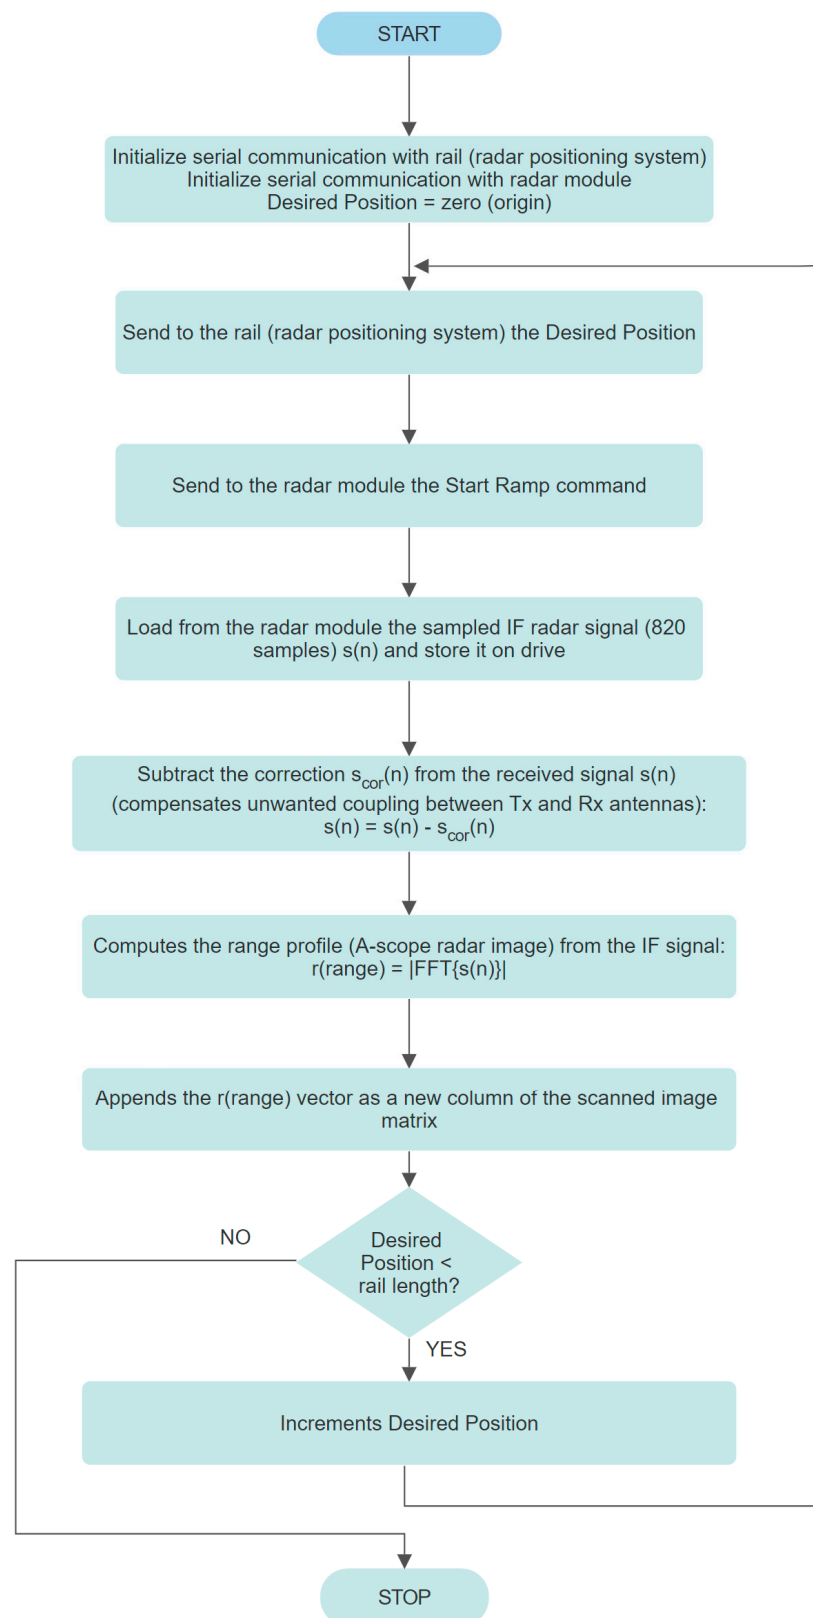 START
Initialize serial communication with rail (radar positioning system)
Initialize serial communication with radar module
Desired Position = zero (origin)
Send to the rail (radar positioning system) the Desired Position
Send to the radar module the Start Ramp command
Load from the radar module the sampled IF radar signal (820
samples) s(n) and store it on drive
Subtract the correction s_cor(n) from the received signal s(n)
(compensates unwanted coupling between Tx and Rx antennas):
s(n) = s(n) - s_cor(n)
Computes the range profile (A-scope radar image) from the IF signal:
r(range) = |FFT{s(n)}|
Appends the r(range) vector as a new column of the scanned image
matrix
NO
Desired
Position <
rail length?
YES
Increments Desired Position
STOP